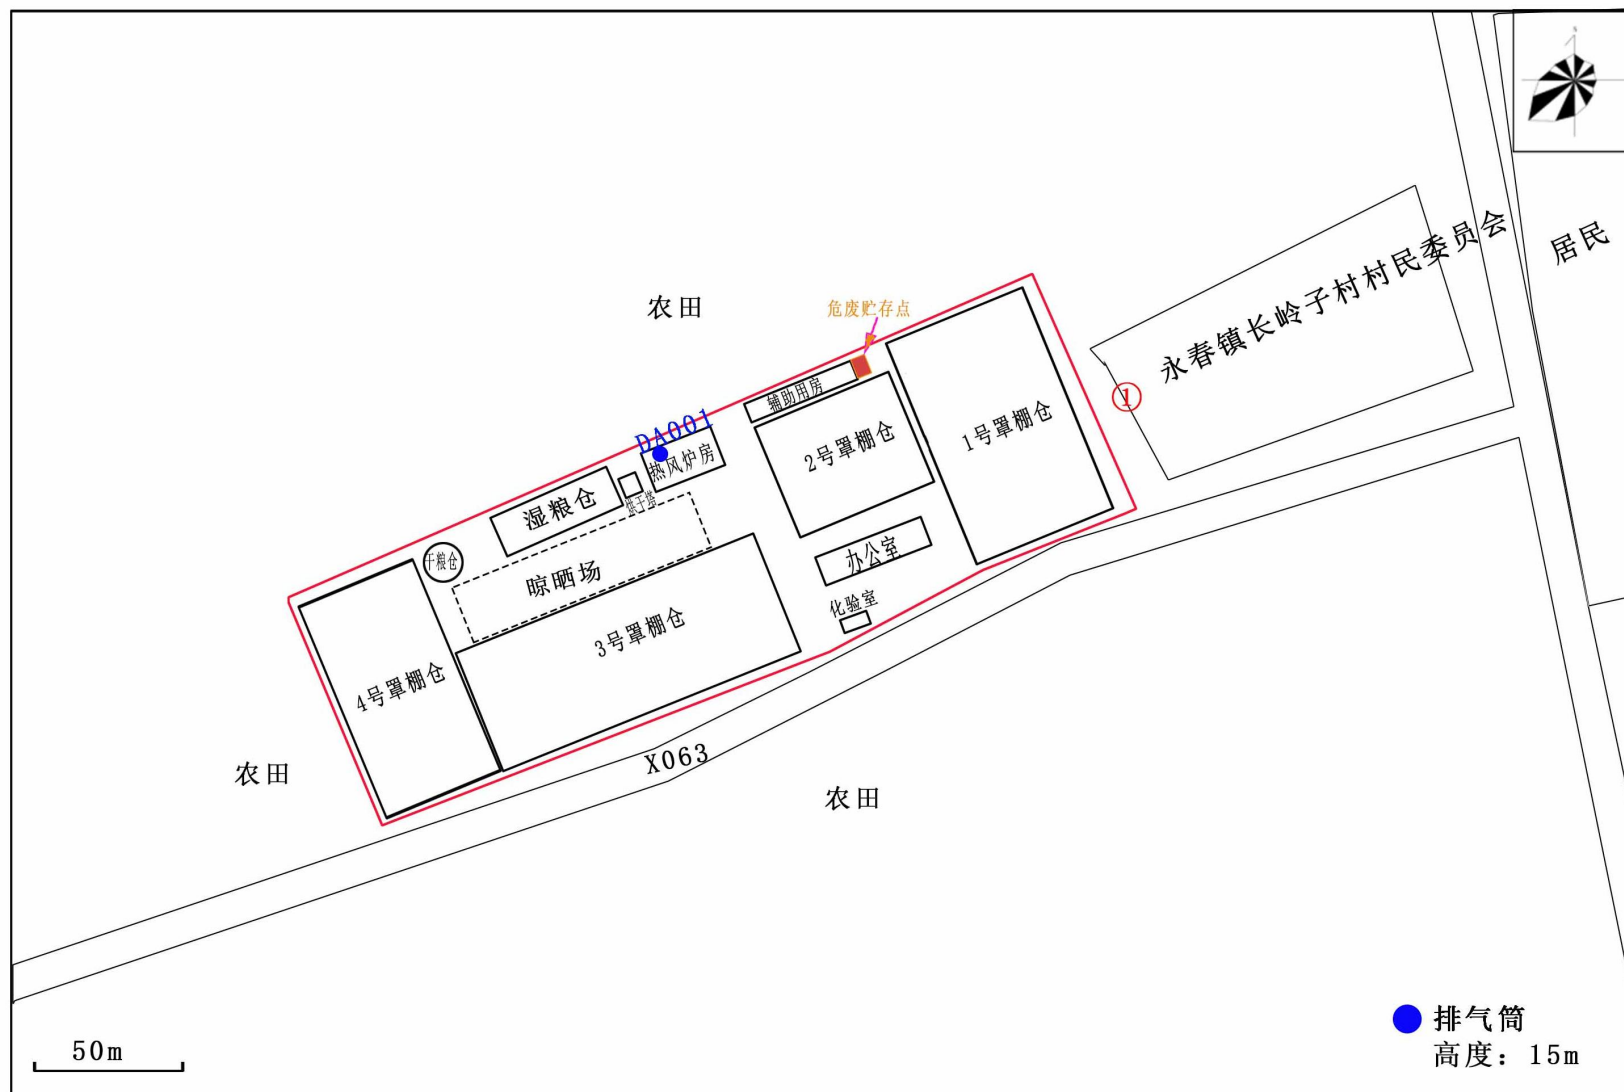 永春镇长岭子村村民委员会
居民
农田
危废贮存点
辅助用房
1号罩棚仓
①
DA001
2号罩棚仓
热风炉房
湿粮仓
烘干塔
干粮仓
办公室
晾晒场
化验室
3号罩棚仓
4号罩棚仓
X063
农田
农田
排气筒
高度：15m
50m